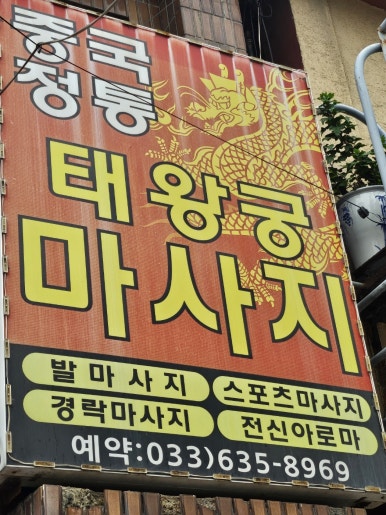 중국
정통
태왕궁
마사지
발마사지 스포츠마사지
경락마사지 전신아로마
예약:033)635-8969